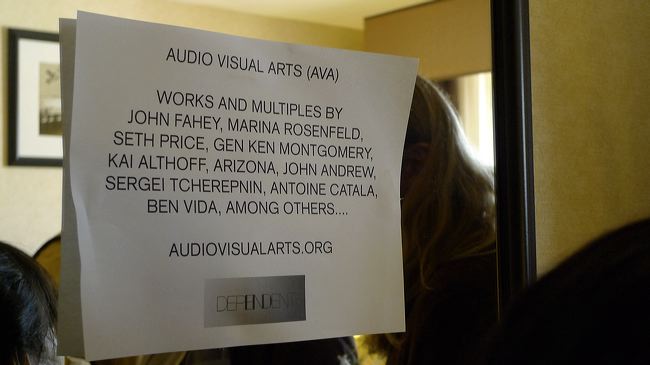 AUDIO VISUAL ARTS (AVA)
WORKS AND MULTIPLES BY
JOHN FAHEY, MARINA ROSENFELD,
SETH PRICE, GEN KEN MONTGOMERY,
KAI ALTHOFF, ARIZONA, JOHN ANDREW,
SERGEI TCHEREPNIN, ANTOINE CATALA,
BEN VIDA, AMONG OTHERS....
AUDIOVISUALARTS.ORG
DEPENDENT